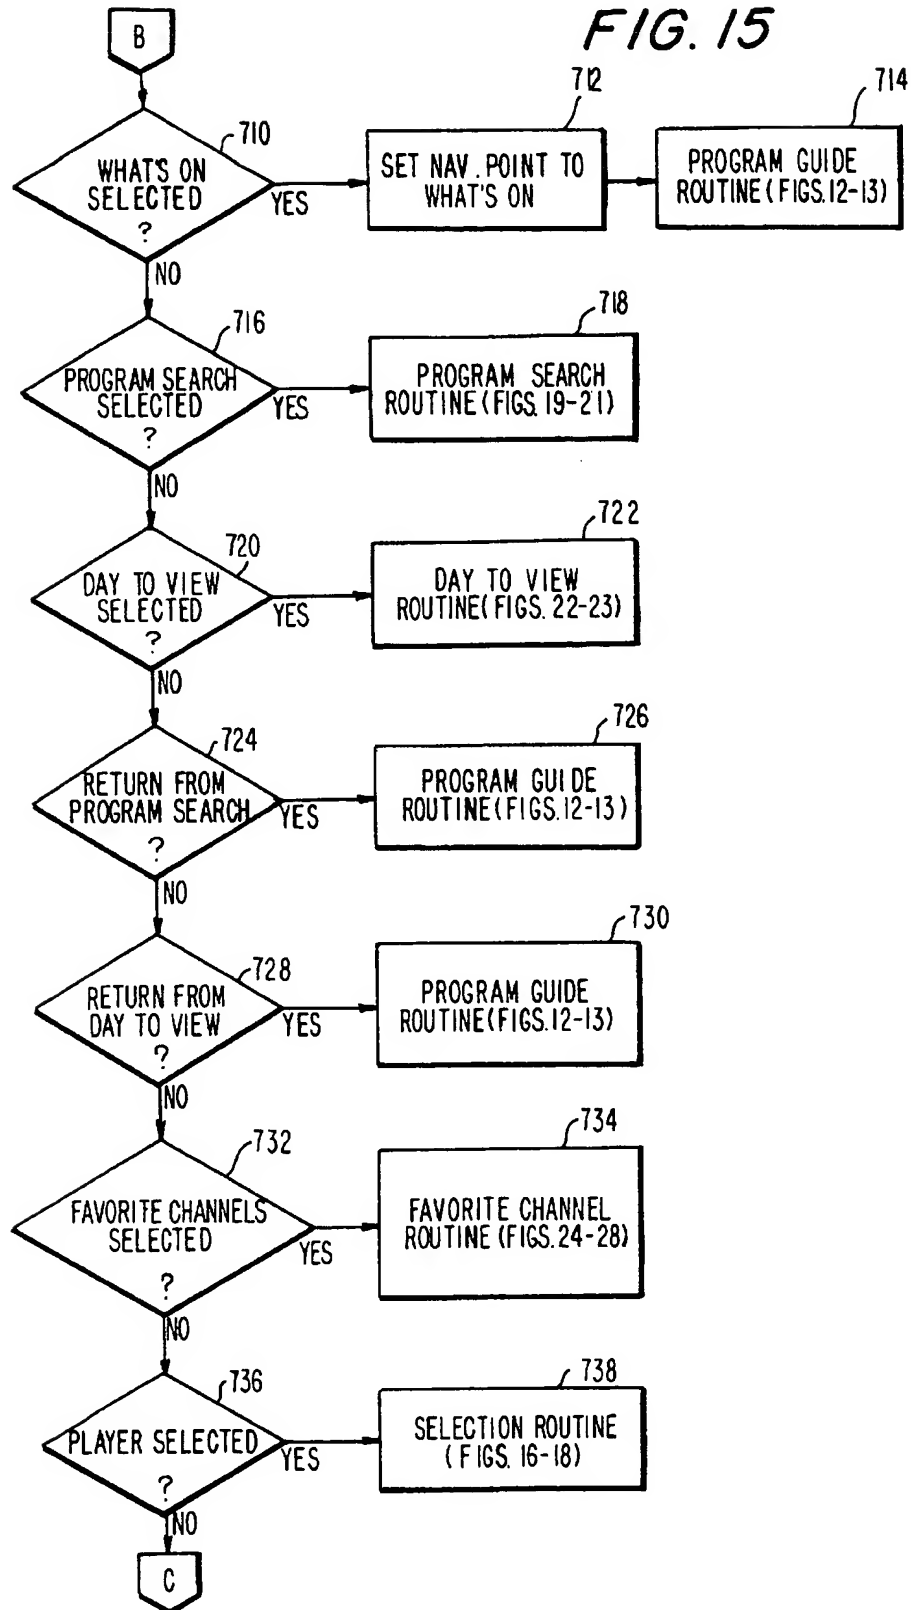 FIG. 15
B
710
WHAT'S ON
SELECTED
?
YES
NO
712
SET NAV. POINT TO
WHAT'S ON
714
PROGRAM GUIDE
ROUTINE (FIGS. 12-13)
716
PROGRAM SEARCH
SELECTED
?
YES
NO
718
PROGRAM SEARCH
ROUTINE (FIGS. 19-21)
720
DAY TO VIEW
SELECTED
?
YES
NO
722
DAY TO VIEW
ROUTINE (FIGS. 22-23)
724
RETURN FROM
PROGRAM SEARCH
?
YES
NO
726
PROGRAM GUIDE
ROUTINE (FIGS. 12-13)
728
RETURN FROM
DAY TO VIEW
?
YES
NO
730
PROGRAM GUIDE
ROUTINE (FIGS. 12-13)
732
FAVORITE CHANNELS
SELECTED
?
YES
NO
734
FAVORITE CHANNEL
ROUTINE (FIGS. 24-28)
736
PLAYER SELECTED
?
YES
NO
738
SELECTION ROUTINE
(FIGS. 16-18)
C